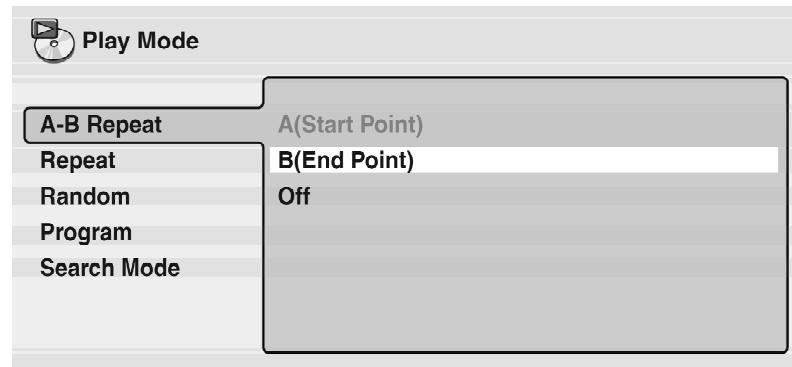 Play Mode
A-B Repeat
Repeat
Random
Program
Search Mode
A(Start Point)
B(End Point)
Off